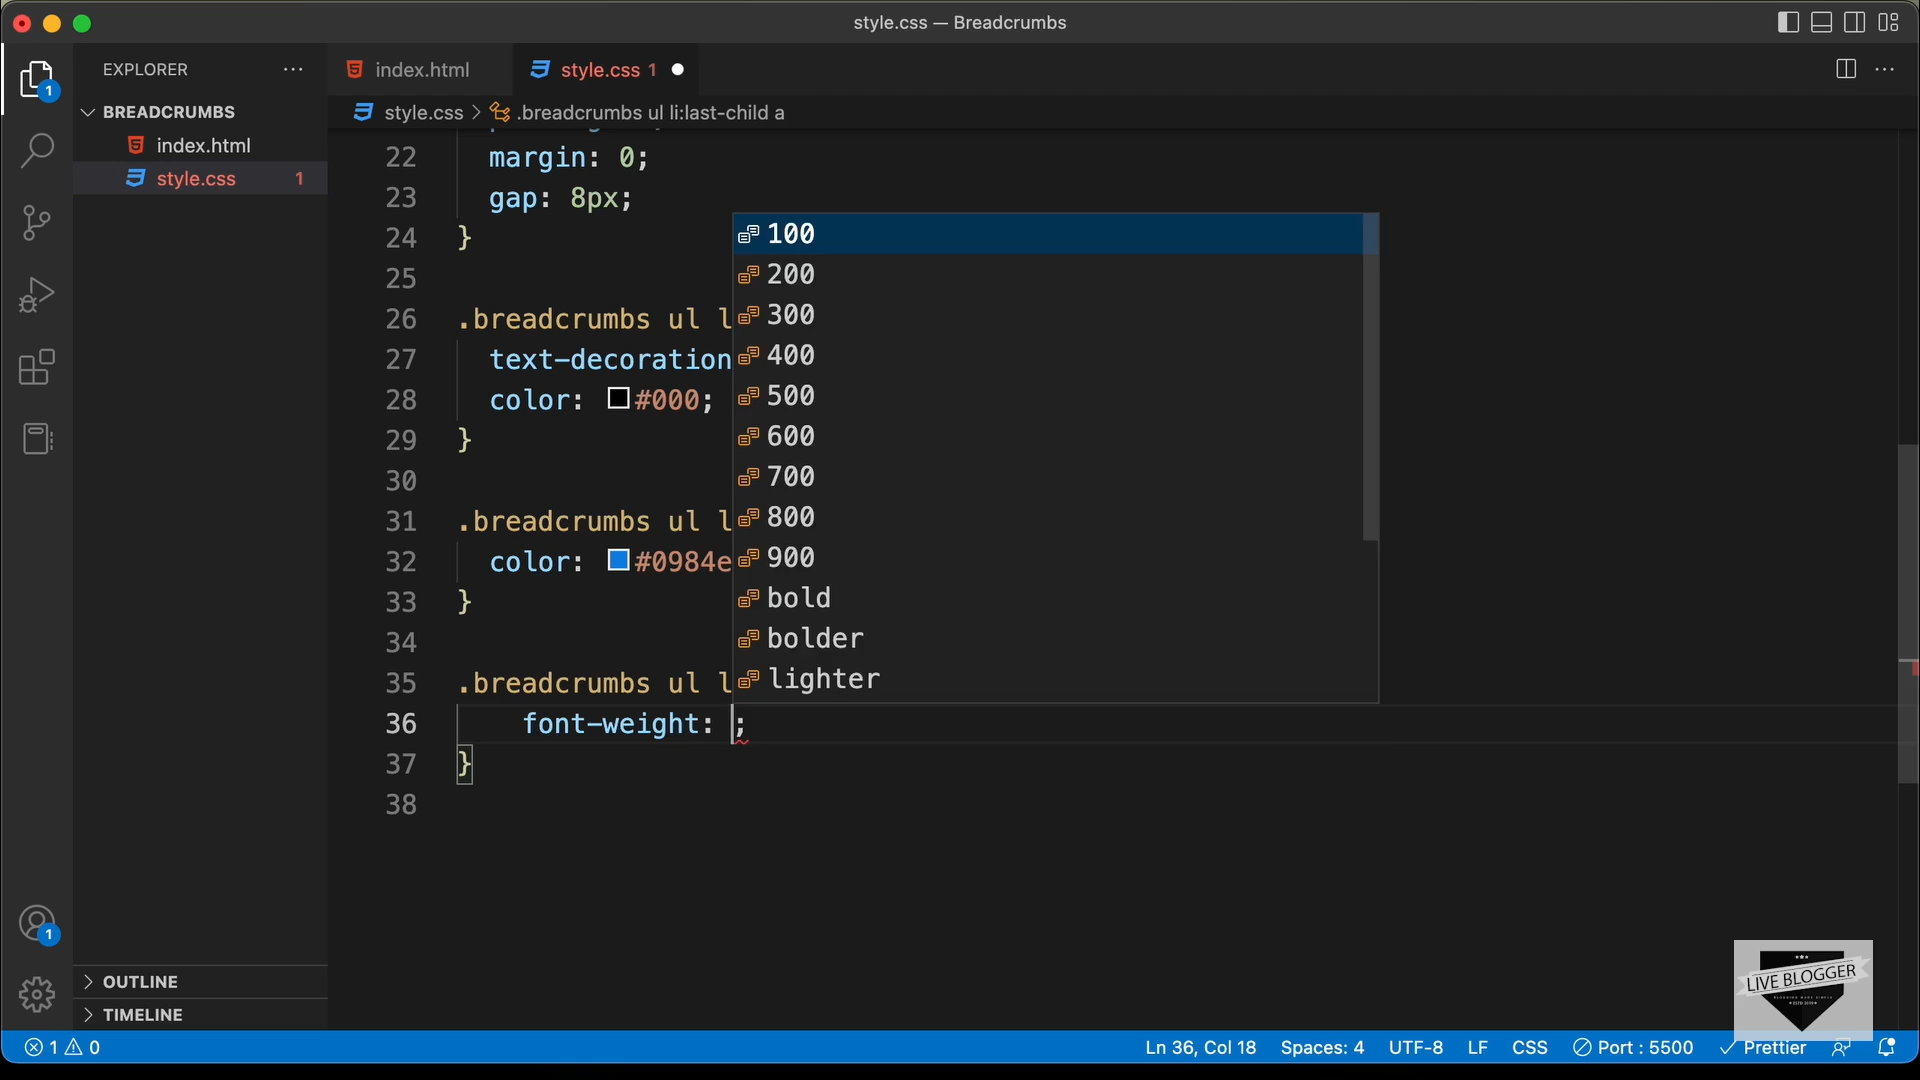 style.css — Breadcrumbs
EXPLORER
BREADCRUMBS
index.html
style.css 1
index.html
style.css 1
style.css > .breadcrumbs ul li:last-child a
22 margin: 0;
23 gap: 8px;
24 }
25
26 .breadcrumbs ul l
27 text-decoration
28 color: #000;
29 }
30
31 .breadcrumbs ul l
32 color: #0984e
33 }
34
35 .breadcrumbs ul l
36 font-weight: ;
37 }
38
100
200
300
400
500
600
700
800
900
bold
bolder
lighter
1
1
OUTLINE
TIMELINE
LIVE BLOGGER
1 0
Ln 36, Col 18 Spaces: 4 UTF-8 LF CSS Port : 5500 Prettier